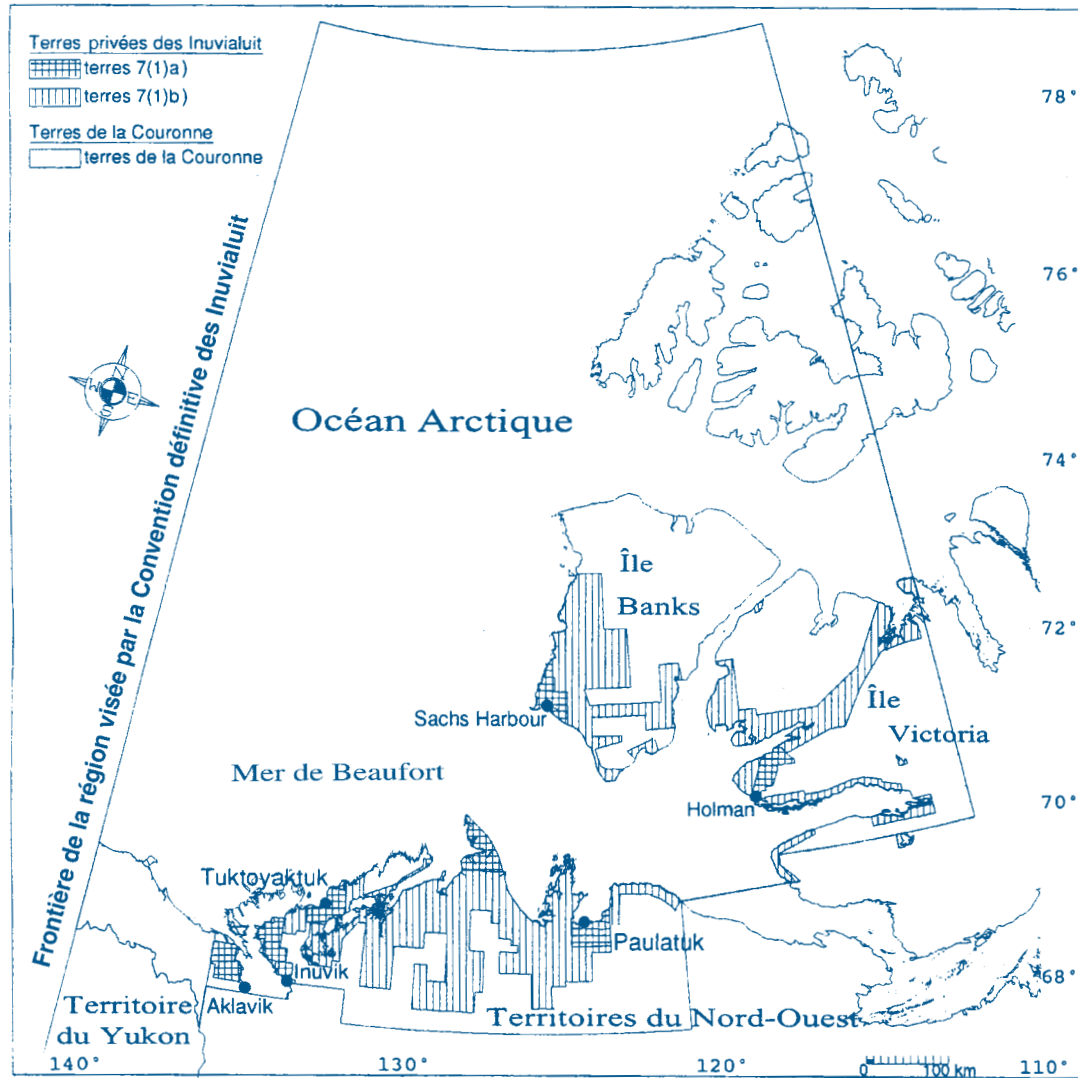 Terres privées des Inuvialuit
terres 7(1)a)
terres 7(1)b)
Terres de la Couronne
terres de la Couronne
78°
76°
74°
72°
70°
68°
Frontière de la région visée par la Convention définitive des Inuvialuit
N
W
E
S
Océan Arctique
Île
Banks
Sachs Harbour
Île
Victoria
Mer de Beaufort
Holman
Tuktoyaktuk
Inuvik
Paulatuk
Aklavik
Territoire
du Yukon
Territoires du Nord-Ouest
140°
130°
120°
110°
0
100 km